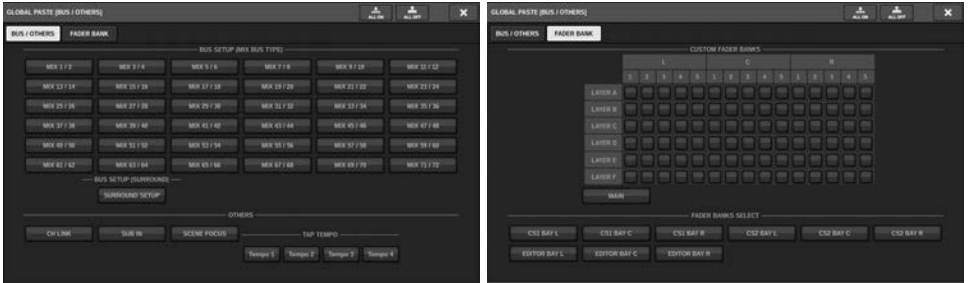 GLOBAL PASTE [BUS / OTHERS]
ALL ON
ALL OFF
BUS / OTHERS
FADER BANK
BUS SETUP (MIX BUS TYPE)
MIX 1 / 2 MIX 3 / 4 MIX 5 / 6 MIX 7 / 8 MIX 9 / 10 MIX 11 / 12
MIX 13 / 14 MIX 15 / 16 MIX 17 / 18 MIX 19 / 20 MIX 21 / 22 MIX 23 / 24
MIX 25 / 26 MIX 27 / 28 MIX 29 / 30 MIX 31 / 32 MIX 33 / 34 MIX 35 / 36
MIX 37 / 38 MIX 39 / 40 MIX 41 / 42 MIX 43 / 44 MIX 45 / 46 MIX 47 / 48
MIX 49 / 50 MIX 51 / 52 MIX 53 / 54 MIX 55 / 56 MIX 57 / 58 MIX 59 / 60
MIX 61 / 62 MIX 63 / 64 MIX 65 / 66 MIX 67 / 68 MIX 69 / 70 MIX 71 / 72
BUS SETUP (SURROUND)
SURROUND SETUP
OTHERS
CH LINK SUB IN SCENE FOCUS
TAP TEMPO
Tempo 1 Tempo 2 Tempo 3 Tempo 4
GLOBAL PASTE [BUS / OTHERS]
ALL ON
ALL OFF
BUS / OTHERS
FADER BANK
CUSTOM FADER BANKS
L C R
1 2 3 4 5 1 2 3 4 5 1 2 3 4 5
LAYER A
LAYER B
LAYER C
LAYER D
LAYER E
LAYER F
MAIN
FADER BANKS SELECT
CS1 BAY L CS1 BAY C CS1 BAY R CS2 BAY L CS2 BAY C CS2 BAY R
EDITOR BAY L EDITOR BAY C EDITOR BAY R